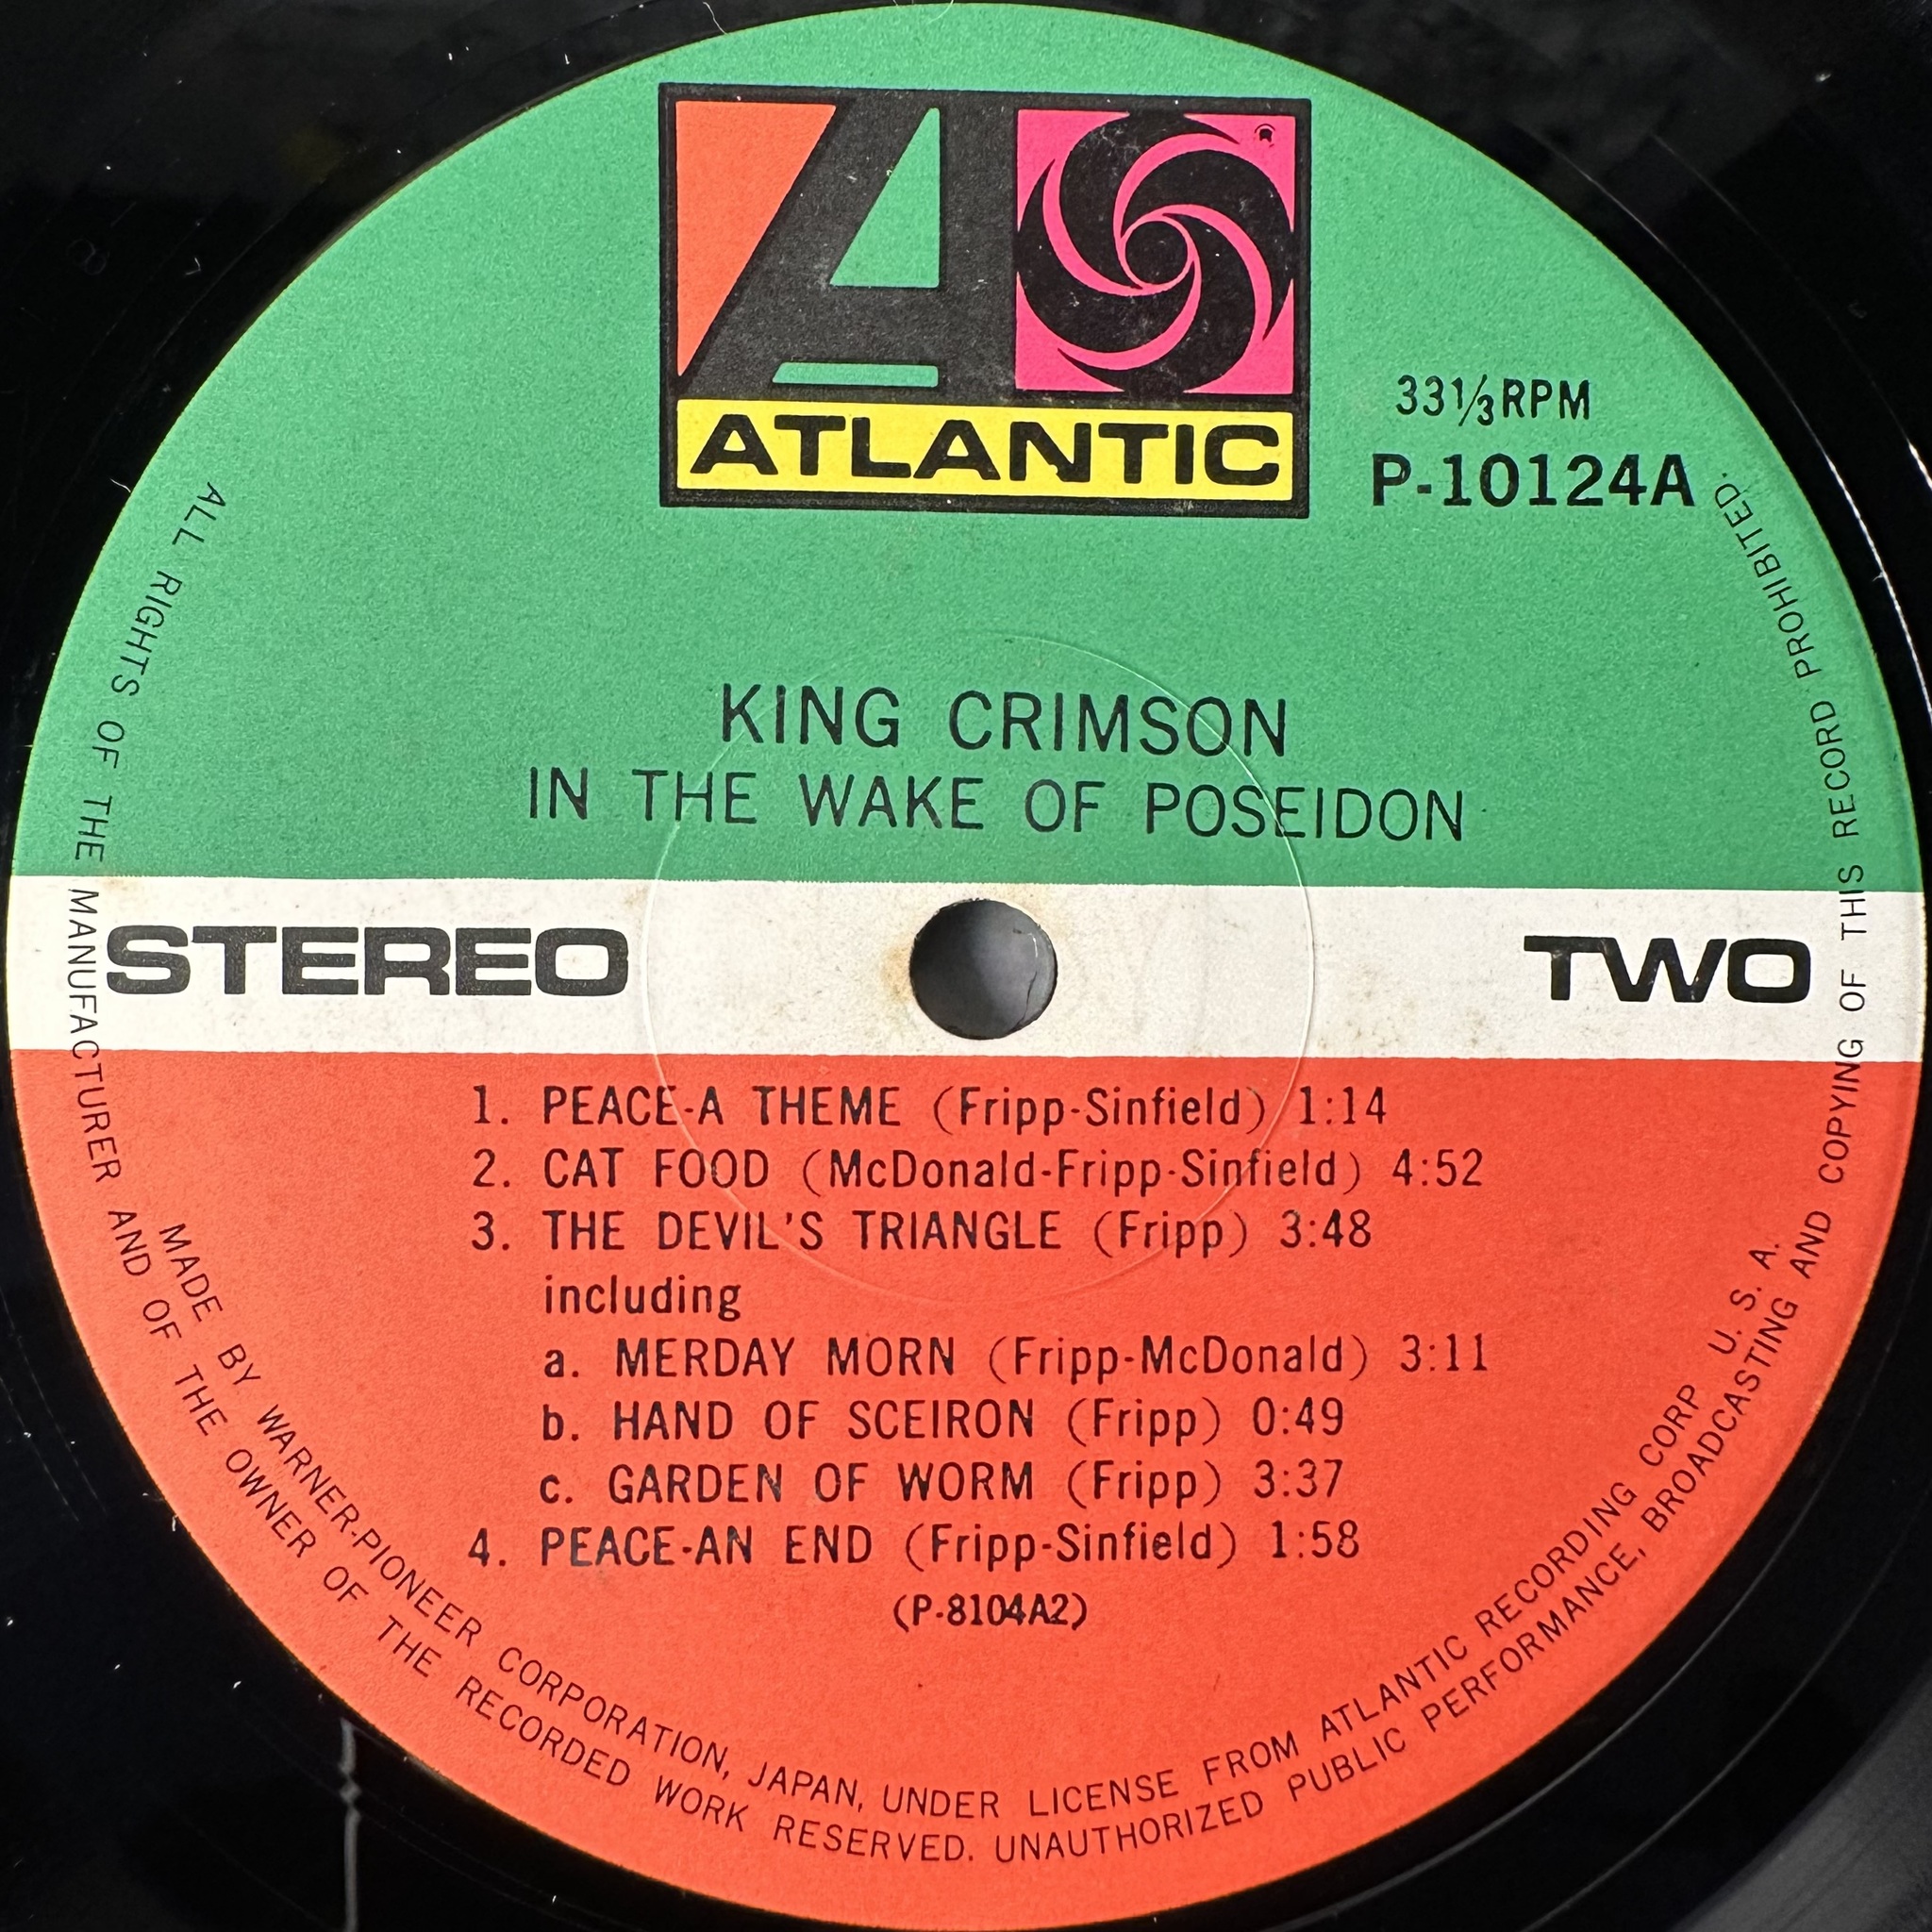 ATLANTIC
®
33⅓RPM
P-10124A
KING CRIMSON
IN THE WAKE OF POSEIDON
STEREO
TWO
1. PEACE-A THEME (Fripp-Sinfield) 1:14
2. CAT FOOD (McDonald-Fripp-Sinfield) 4:52
3. THE DEVIL'S TRIANGLE (Fripp) 3:48
including
a. MERDAY MORN (Fripp-McDonald) 3:11
b. HAND OF SCEIRON (Fripp) 0:49
c. GARDEN OF WORM (Fripp) 3:37
4. PEACE-AN END (Fripp-Sinfield) 1:58
(P-8104A2)
MADE BY WARNER-PIONEER CORPORATION, JAPAN, UNDER LICENSE FROM ATLANTIC RECORDING CORP U. S. A.
ALL RIGHTS OF THE MANUFACTURER AND OF THE OWNER OF THE RECORDED WORK RESERVED. UNAUTHORIZED PUBLIC PERFORMANCE, BROADCASTING AND COPYING OF THIS RECORD PROHIBITED.